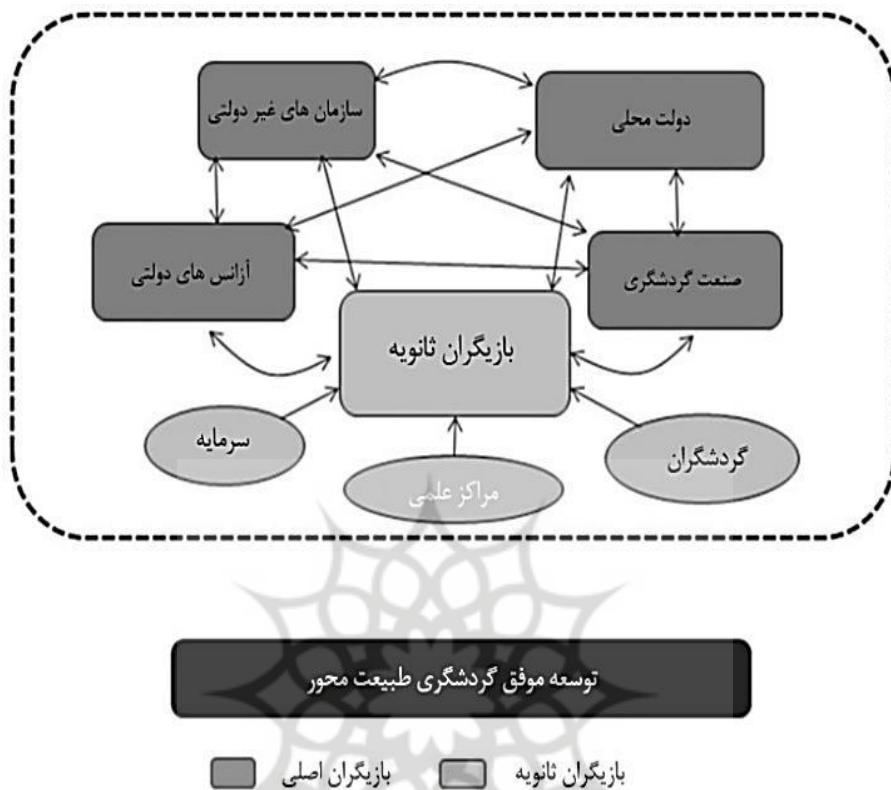 دولت محلی
سازمان های غیر دولتی
صنعت گردشگری
آژانس های دولتی
بازیگران ثانویه
گردشگران
مراکز علمی
سرمایه
توسعه موفق گردشگری طبیعت محور
بازیگران ثانویه
بازیگران اصلی